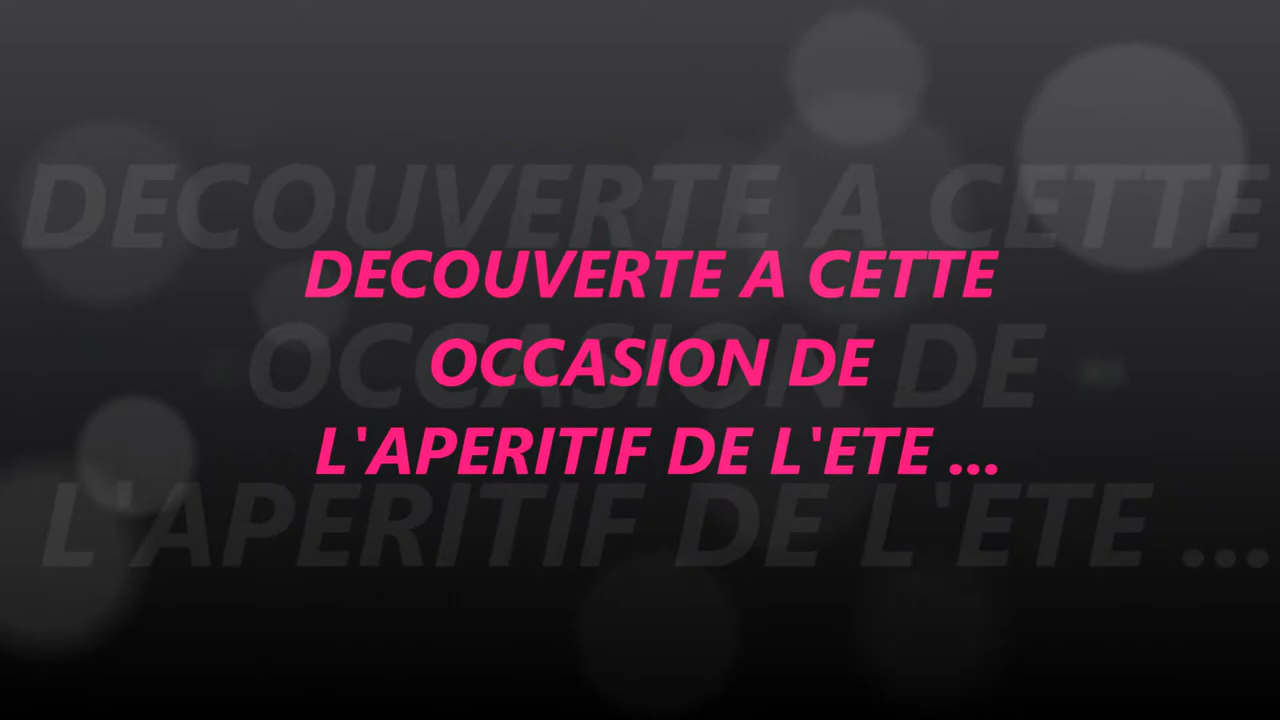 DECOUVERTE A CETTE
OCCASION DE
L'APERITIF DE L'ETE ...